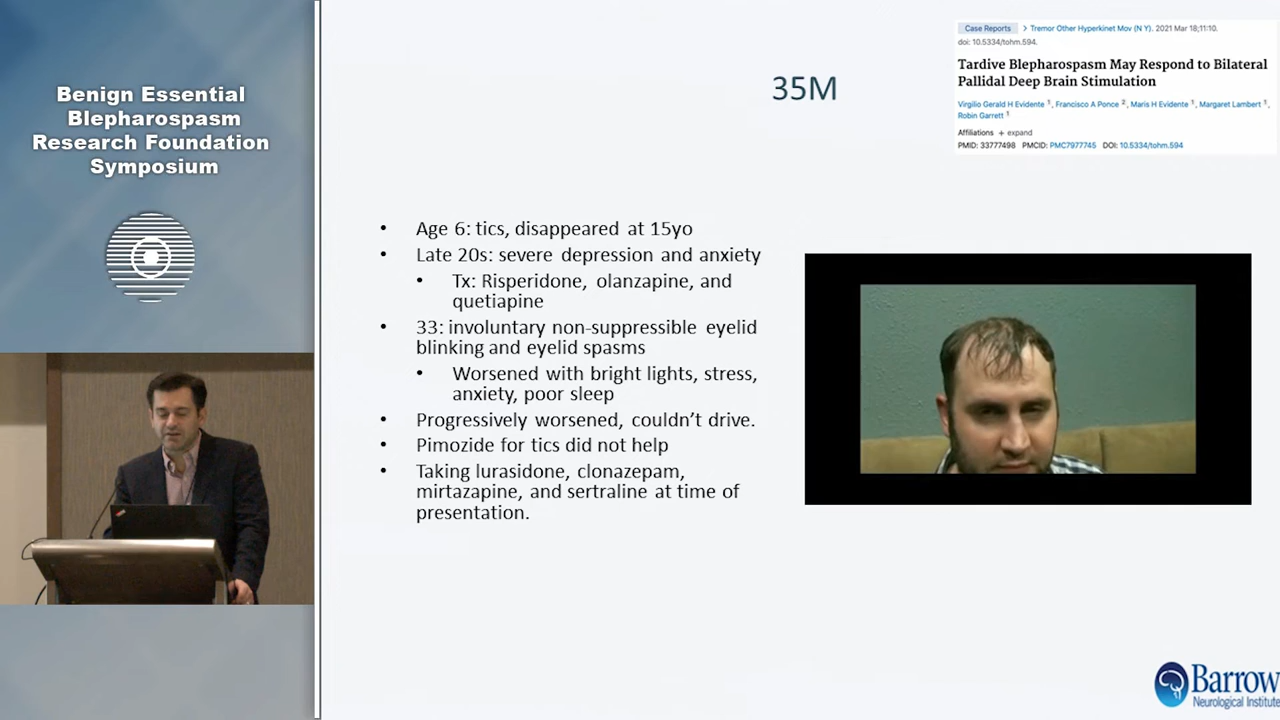 Benign Essential
Blepharospasm
Research Foundation
Symposium
35M
Case Reports > Tremor Other Hyperkinet Mov (N Y). 2021 Mar 18;11:10.
doi: 10.5334/tohm.594.
Tardive Blepharospasm May Respond to Bilateral
Pallidal Deep Brain Stimulation
Virgilio Gerald H Evidente 1, Francisco A Ponce 2, Maris H Evidente 1, Margaret Lambert 1,
Robin Garrett 1
Affiliations + expand
PMID: 33777498 PMCID: PMC7977745 DOI: 10.5334/tohm.594
• Age 6: tics, disappeared at 15yo
• Late 20s: severe depression and anxiety
• Tx: Risperidone, olanzapine, and
quetiapine
• 33: involuntary non-suppressible eyelid
blinking and eyelid spasms
• Worsened with bright lights, stress,
anxiety, poor sleep
• Progressively worsened, couldn't drive.
• Pimozide for tics did not help
• Taking lurasidone, clonazepam,
mirtazapine, and sertraline at time of
presentation.
Barrow
Neurological Institute